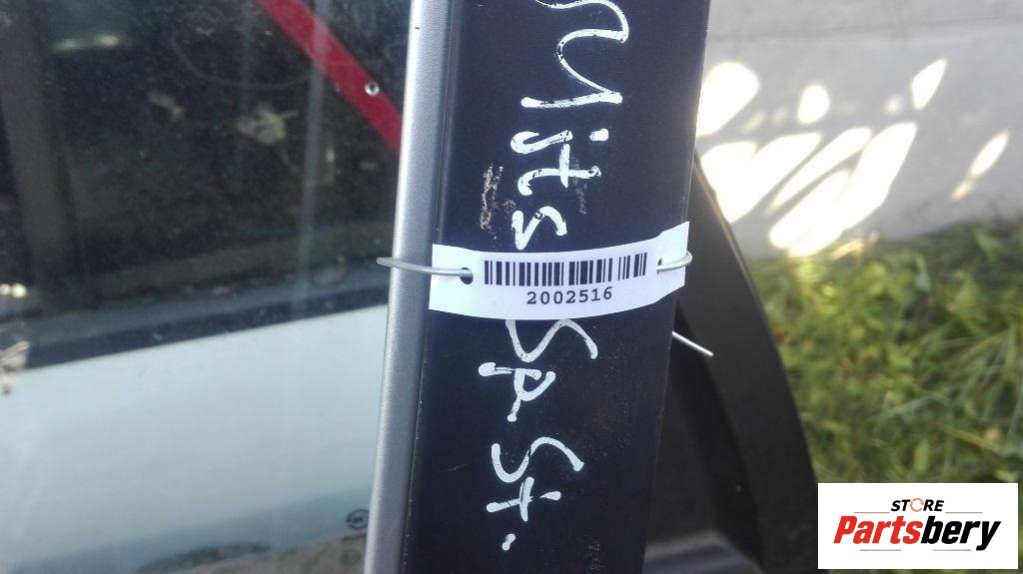 Mits
2002516
Sp. St.
STORE
Partsbery